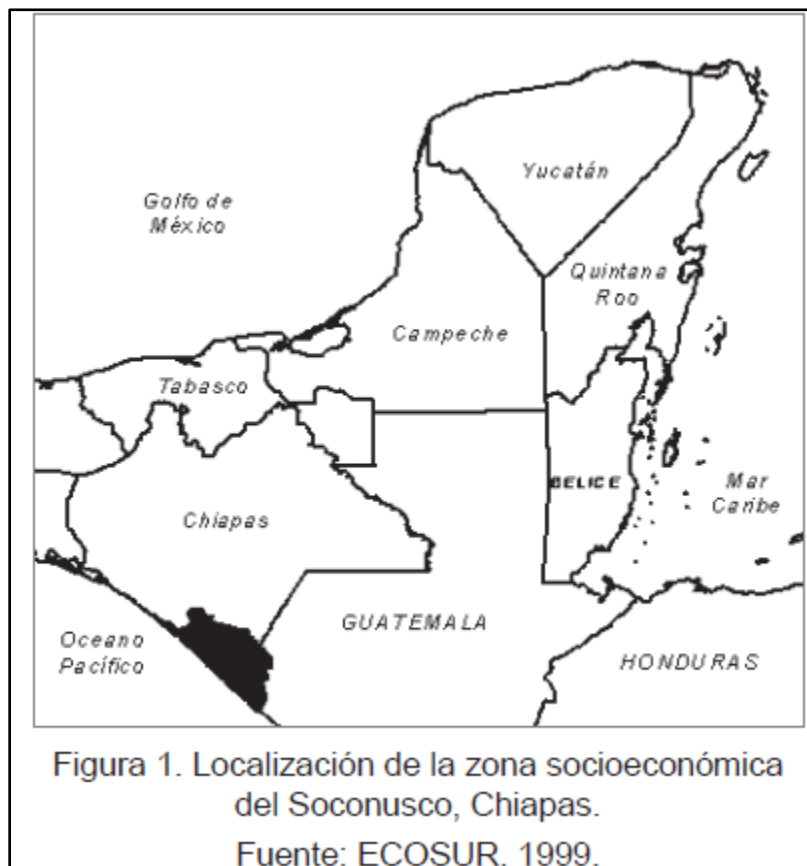 Golfo de
México
Yucatán
Quintana
Roo
Campeche
Tabasco
BELICE
Mar
Caribe
Chiapas
GUATEMALA
Oceano
Pacífico
HONDURAS
Figura 1. Localización de la zona socioeconómica
del Soconusco, Chiapas.
Fuente: ECOSUR, 1999.